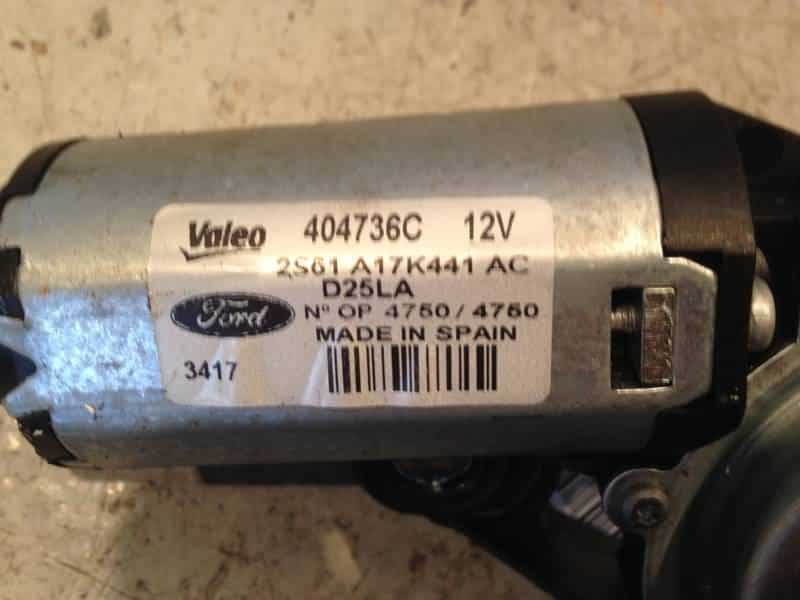 Valeo 404736C 12V
2S61 A17K441 AC
D25LA
Ford Nº OP 4750 / 4750
MADE IN SPAIN
3417